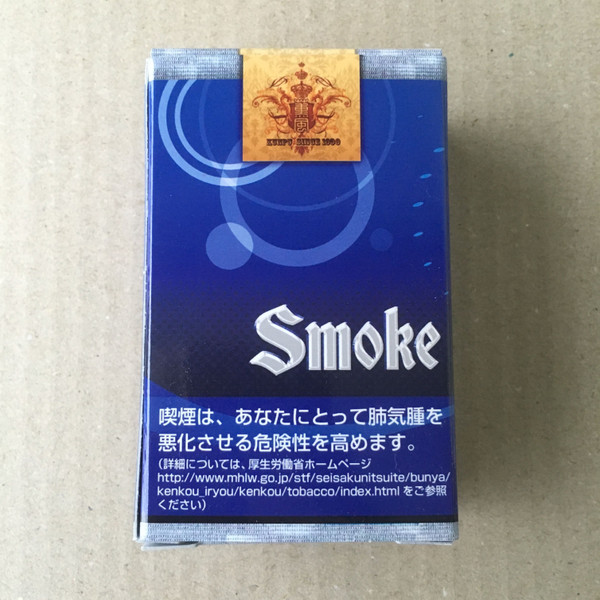 KENPU SINCE 1930
Smoke
喫煙は、あなたにとって肺気腫を
悪化させる危険性を高めます。
(詳細については、厚生労働省ホームページ
http://www.mhlw.go.jp/stf/seisakunitsuite/bunya/
kenkou_iryou/kenkou/tobacco/index.html をご参照
ください)